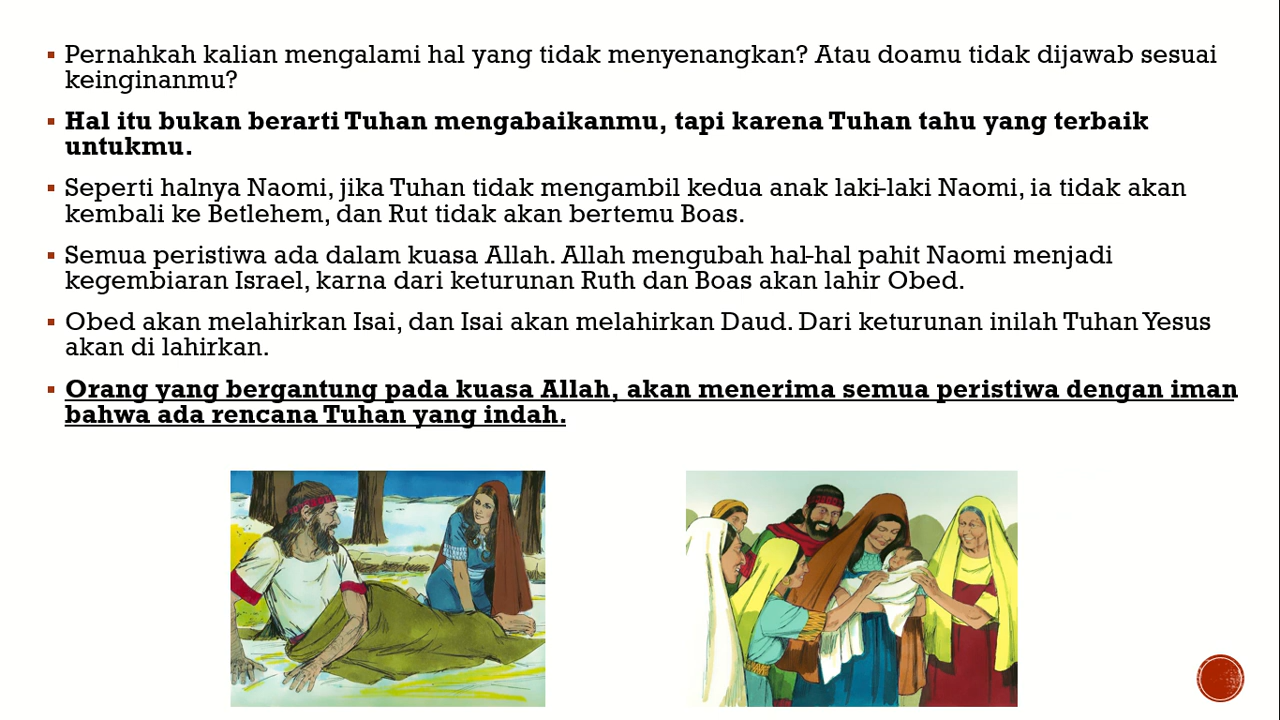 Pernahkah kalian mengalami hal yang tidak menyenangkan? Atau doamu tidak dijawab sesuai
keinginanmu?
Hal itu bukan berarti Tuhan mengabaikanmu, tapi karena Tuhan tahu yang terbaik
untukmu.
Seperti halnya Naomi, jika Tuhan tidak mengambil kedua anak laki-laki Naomi, ia tidak akan
kembali ke Betlehem, dan Rut tidak akan bertemu Boas.
Semua peristiwa ada dalam kuasa Allah. Allah mengubah hal-hal pahit Naomi menjadi
kegembiaran Israel, karna dari keturunan Ruth dan Boas akan lahir Obed.
Obed akan melahirkan Isai, dan Isai akan melahirkan Daud. Dari keturunan inilah Tuhan Yesus
akan di lahirkan.
Orang yang bergantung pada kuasa Allah, akan menerima semua peristiwa dengan iman
bahwa ada rencana Tuhan yang indah.